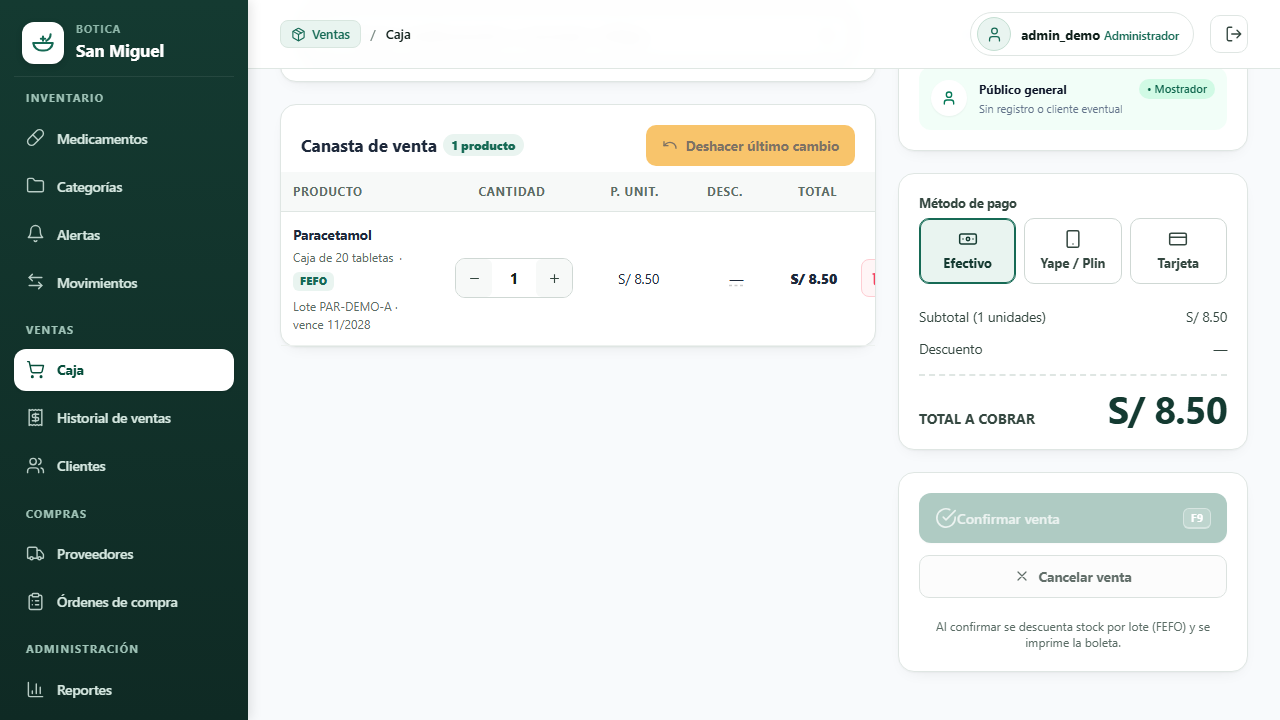 BOTICA
San Miguel
INVENTARIO
Medicamentos
Categorías
Alertas
Movimientos
VENTAS
Caja
Historial de ventas
Clientes
COMPRAS
Proveedores
Órdenes de compra
ADMINISTRACIÓN
Reportes
Ventas / Caja
admin_demo Administrador
Canasta de venta 1 producto
Deshacer último cambio
PRODUCTO CANTIDAD P. UNIT. DESC. TOTAL
Paracetamol
Caja de 20 tabletas ·
FEFO
Lote PAR-DEMO-A ·
vence 11/2028
− 1 + S/ 8.50 — S/ 8.50
Público general
• Mostrador
Sin registro o cliente eventual
Método de pago
Efectivo
Yape / Plin
Tarjeta
Subtotal (1 unidades) S/ 8.50
Descuento —
TOTAL A COBRAR S/ 8.50
Confirmar venta F9
Cancelar venta
Al confirmar se descuenta stock por lote (FEFO) y se
imprime la boleta.